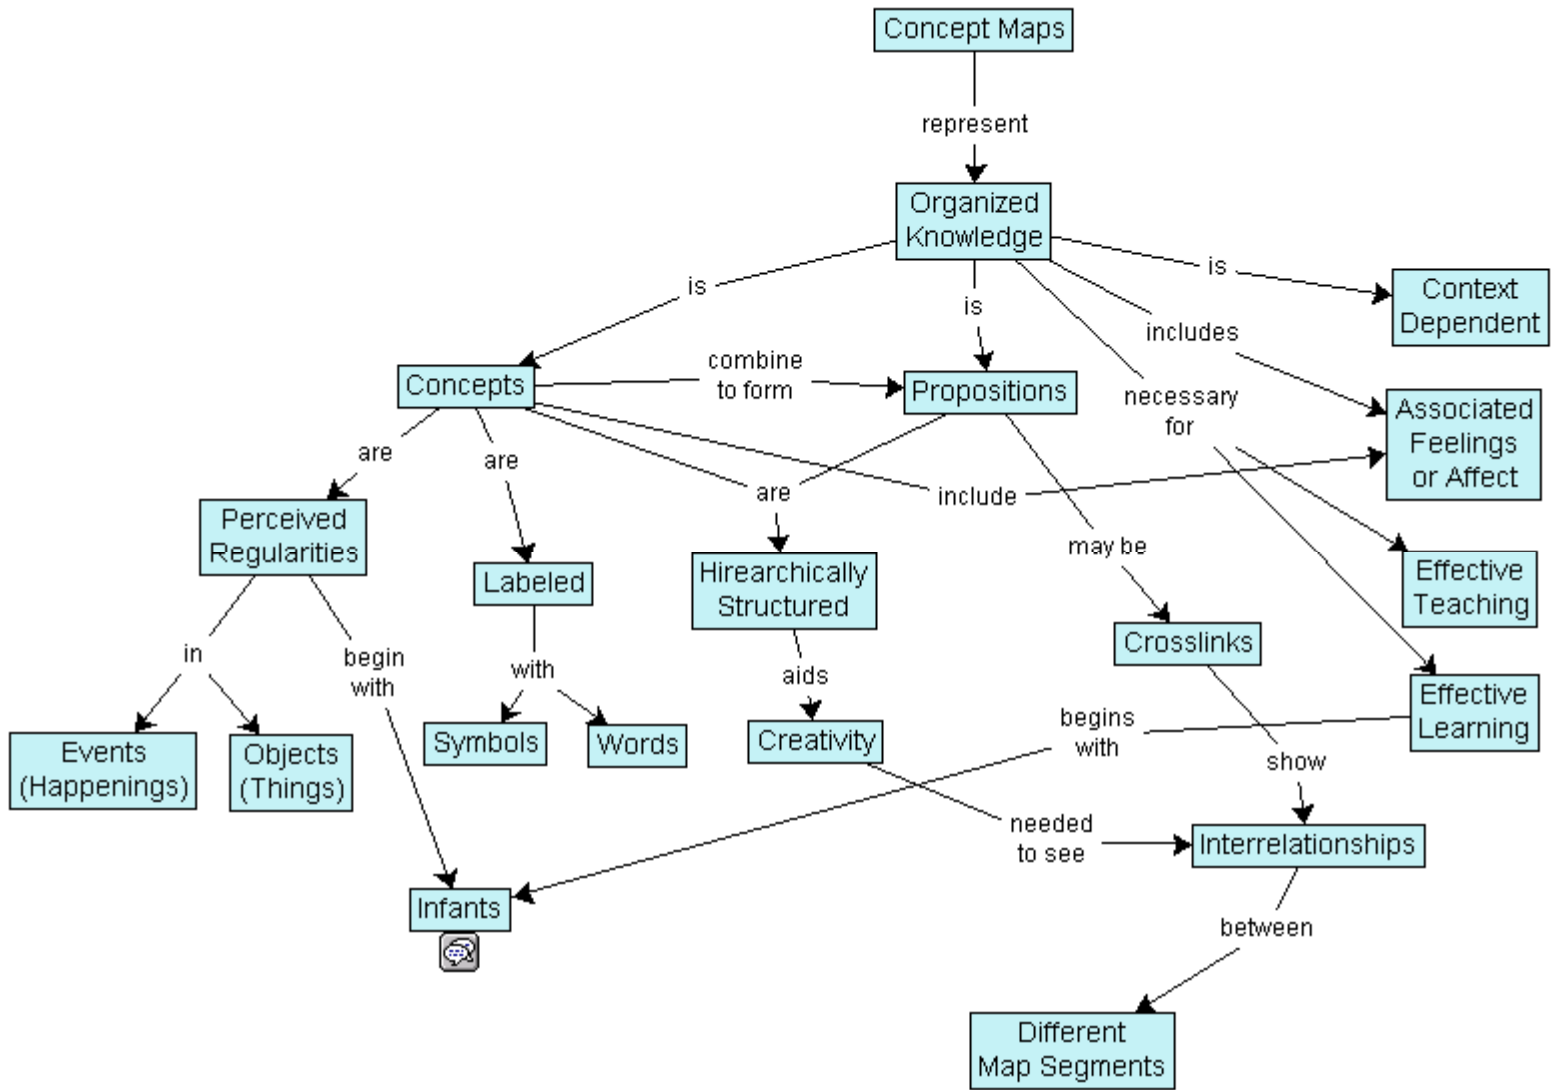 Concept Maps
represent
Organized
Knowledge
is
is
is
Context
Dependent
includes
combine
to form
Concepts
Propositions
necessary
for
Associated
Feelings
or Affect
are
are
are
include
Perceived
Regularities
may be
Labeled
Hirearchically
Structured
Effective
Teaching
Crosslinks
in
begin
with
with
aids
Effective
Learning
begins
with
Events
(Happenings)
Objects
(Things)
Symbols
Words
Creativity
show
needed
to see
Interrelationships
Infants
between
Different
Map Segments